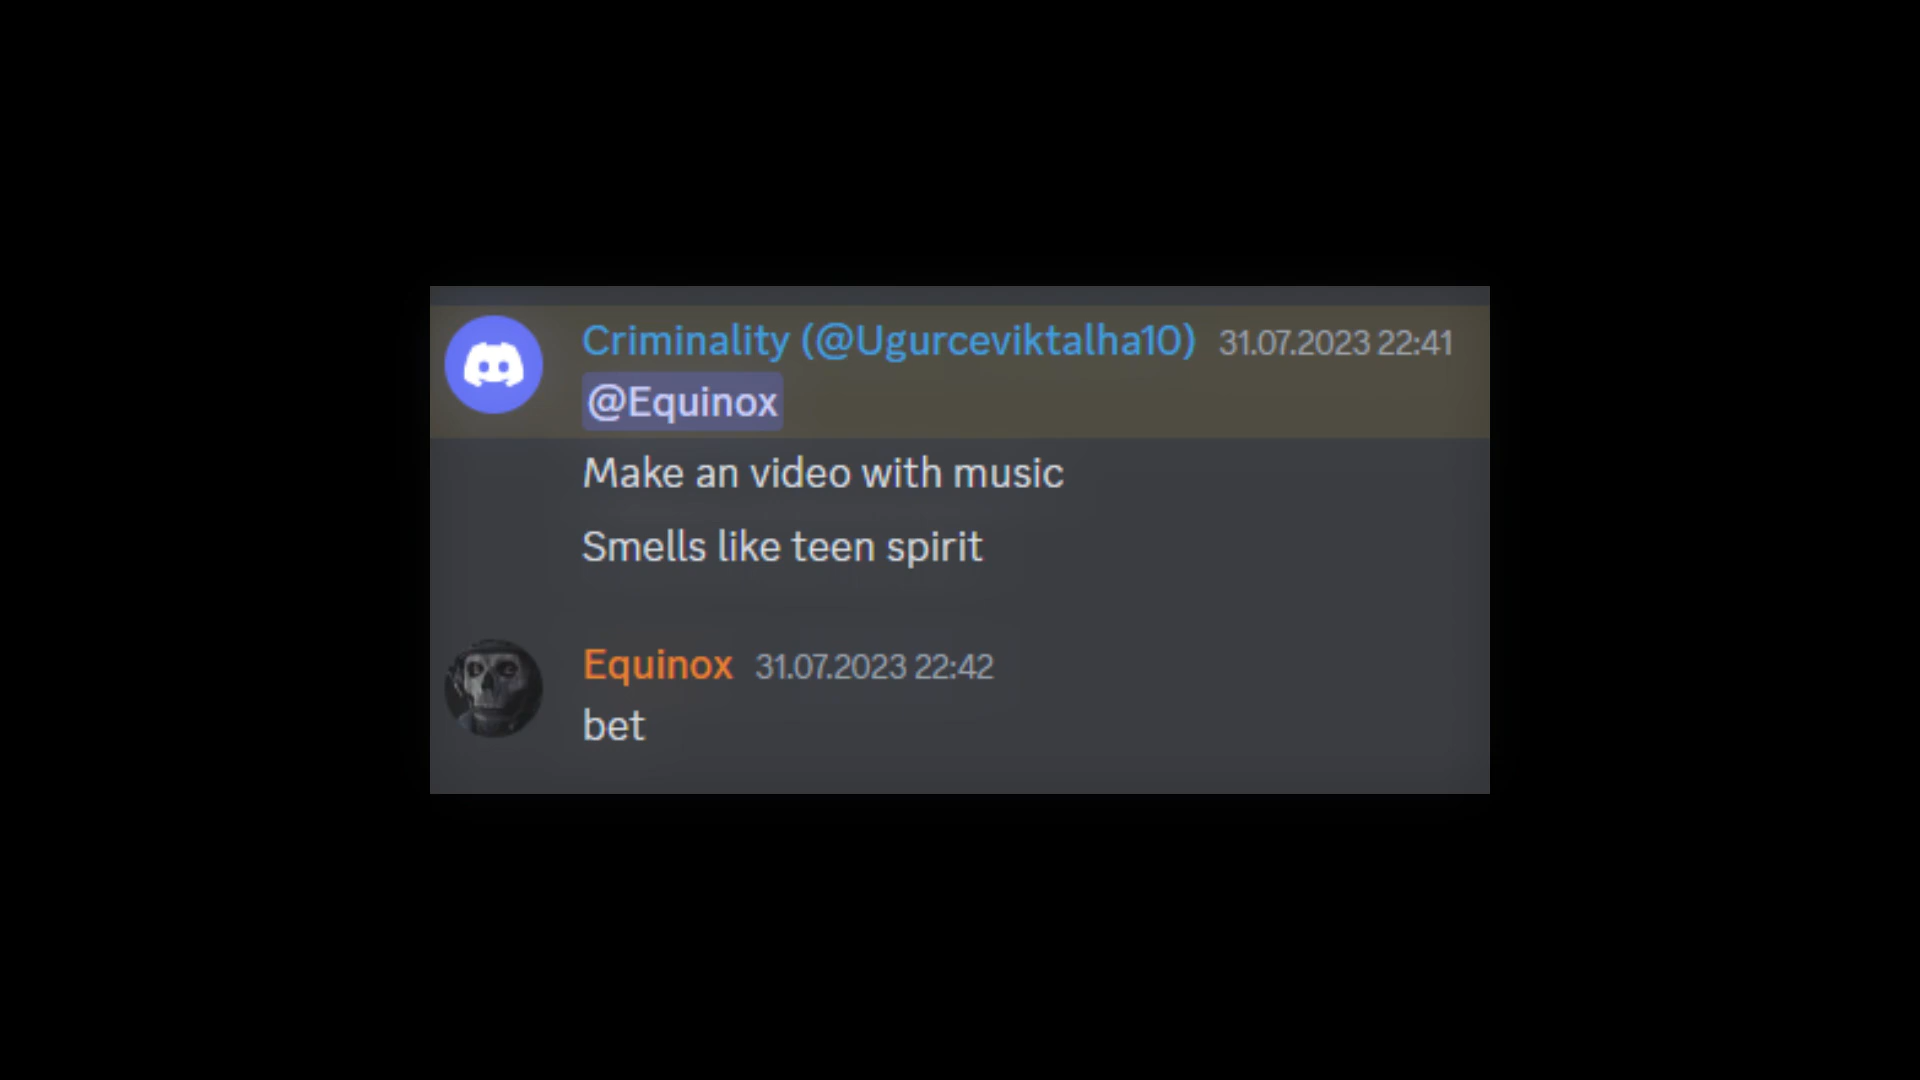 Criminality (@Ugurceviktalha10) 31.07.2023 22:41
@Equinox
Make an video with music
Smells like teen spirit
Equinox 31.07.2023 22:42
bet